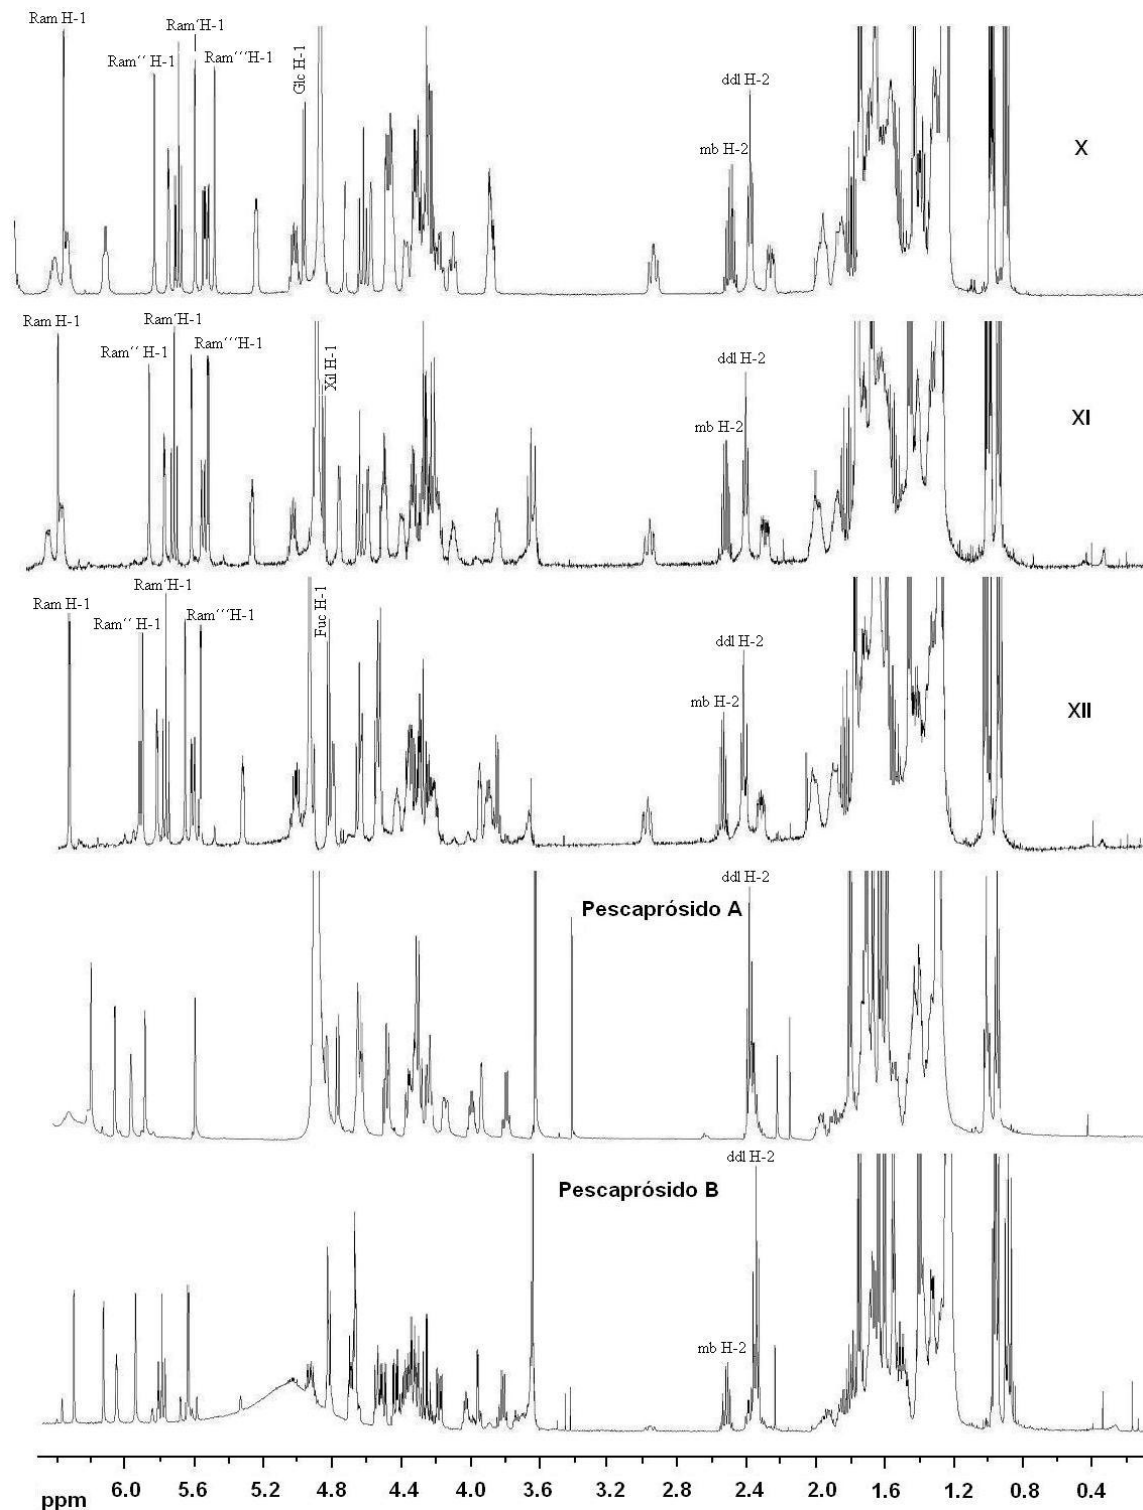 Ram H-1
Ram´H-1
Ram´´ H-1
Ram´´´H-1
Glc H-1
ddl H-2
mb H-2
X
Ram H-1
Ram´H-1
Ram´´ H-1
Ram´´´H-1
Xil H-1
ddl H-2
mb H-2
XI
Ram H-1
Ram´H-1
Ram´´ H-1
Ram´´´H-1
Fuc H-1
ddl H-2
mb H-2
XII
ddl H-2
Pescaprósido A
ddl H-2
Pescaprósido B
mb H-2
ppm 6.0 5.6 5.2 4.8 4.4 4.0 3.6 3.2 2.8 2.4 2.0 1.6 1.2 0.8 0.4